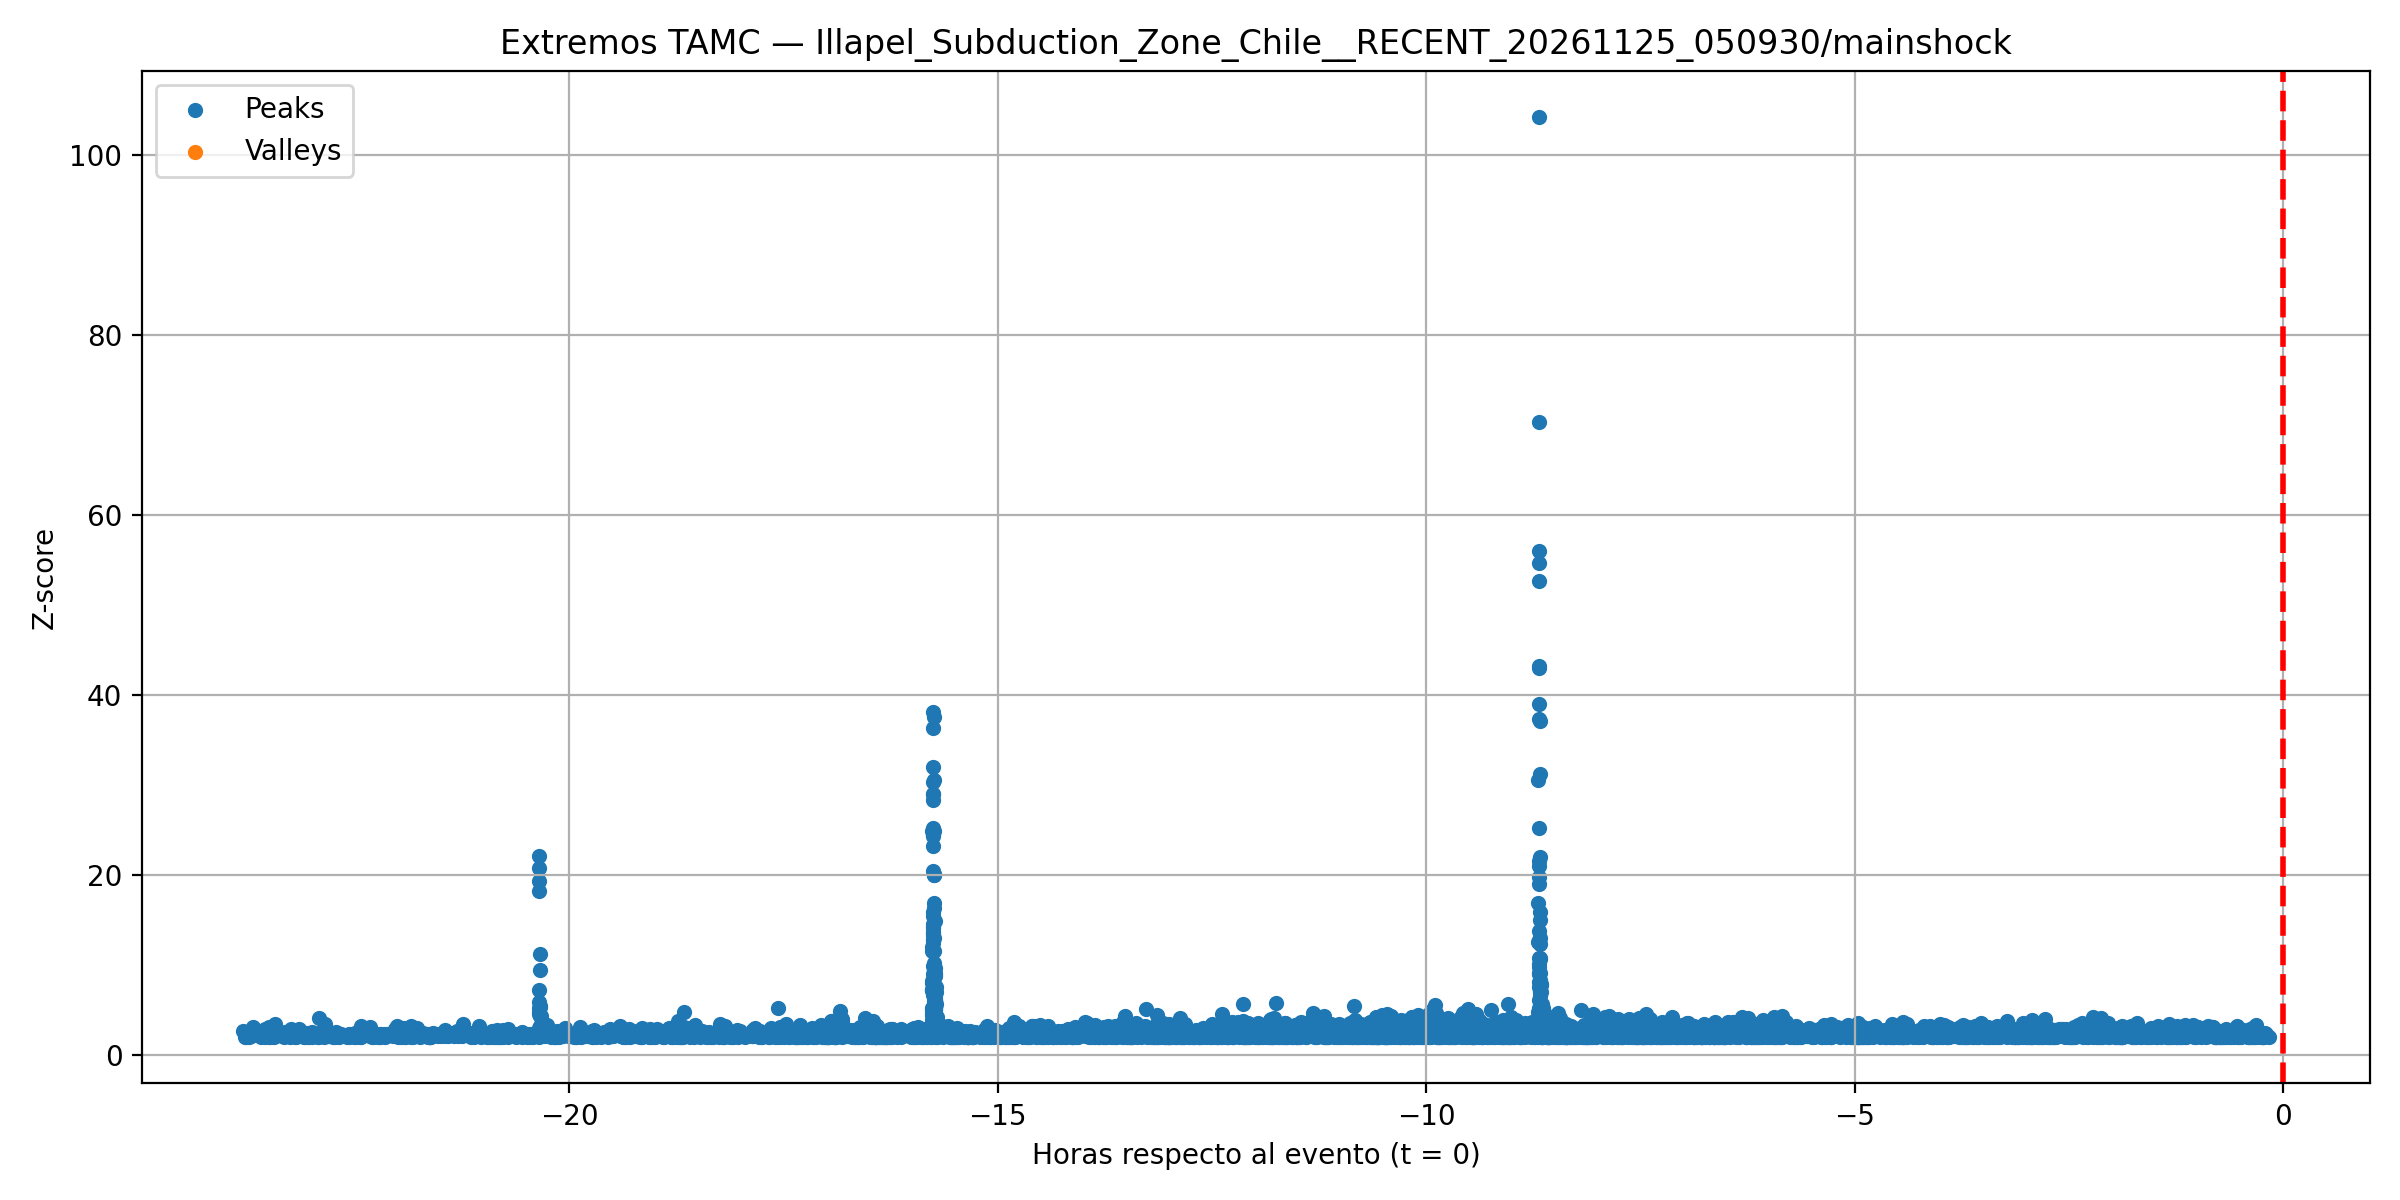 Extremos TAMC — Illapel_Subduction_Zone_Chile__RECENT_20261125_050930/mainshock
Peaks
Valleys
100
80
60
40
20
0
Z-score
−20
−15
−10
−5
0
Horas respecto al evento (t = 0)